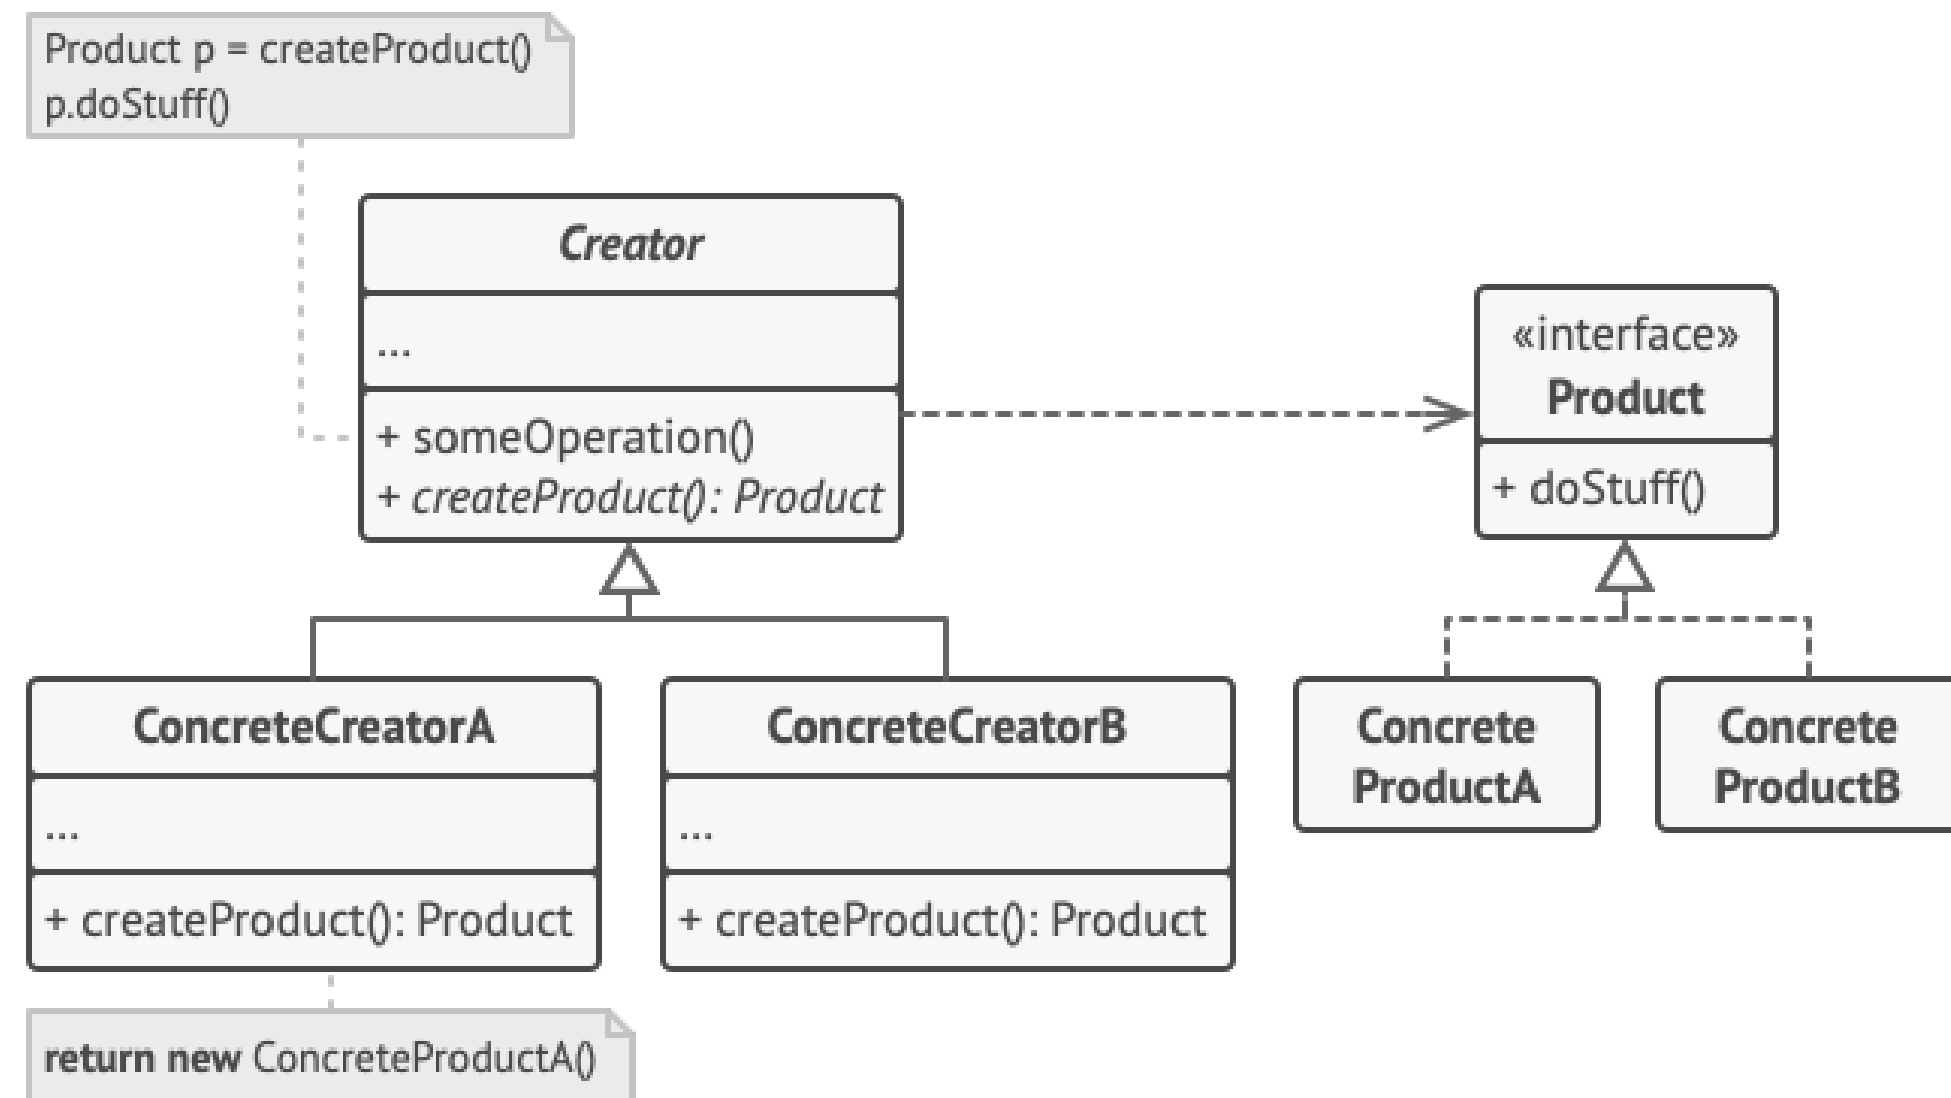 Product p = createProduct()
p.doStuff()
Creator
...
+ someOperation()
+ createProduct(): Product
«interface»
Product
+ doStuff()
ConcreteCreatorA
...
+ createProduct(): Product
ConcreteCreatorB
...
+ createProduct(): Product
Concrete
ProductA
Concrete
ProductB
return new ConcreteProductA()